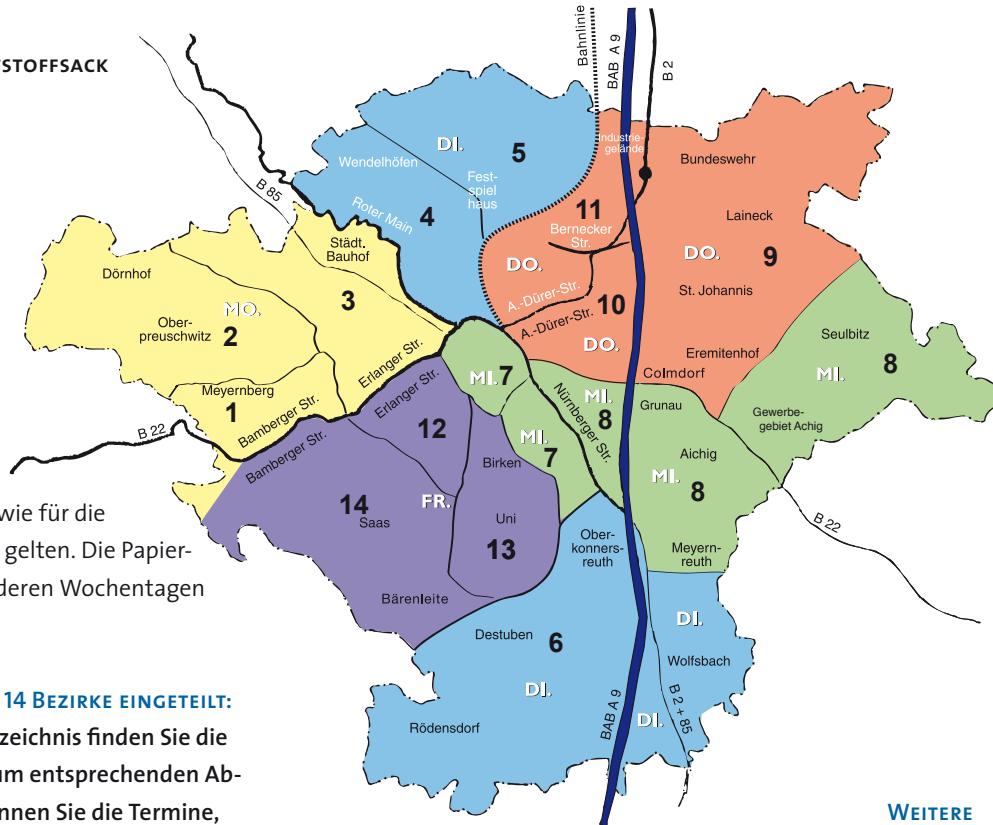 STOFFSACK
Bahnlinie
BAB A 9
B 2
Industrie-
gelände
DI.
5
Wendelhöfen
Fest-
spiel
haus
Bundeswehr
B 85
Roter Main
4
11
Bernecker
Str.
Laineck
9
Städt.
Bauhof
DO.
DO.
Dörnhof
3
A.-Dürer-Str.
St. Johannis
MO.
Ober-
preuschwitz
2
A.-Dürer-Str.
10
DO.
Seulbitz
8
Erlanger Str.
Eremitenhof
MI.
Colmdorf
Meyernberg
1
Bamberger Str.
Erlanger Str.
MI. 7
MI.
8
Nürnberger Str.
Grunau
Gewerbe-
gebiet Achig
B 22
Bamberger Str.
12
MI.
7
Birken
Aichig
MI.
8
14
Saas
FR.
Uni
13
B 22
wie für die
gelten. Die Papier-
deren Wochentagen
Ober-
konners-
reuth
Meyern-
reuth
Bärenleite
Destuben
6
DI.
Wolfsbach
DI.
14 BEZIRKE EINGETEILT:
zeichnis finden Sie die
um entsprechenden Ab-
nnen Sie die Termine,
Rödensdorf
BAB A 9
DI.
B 2 + 85
WEITERE